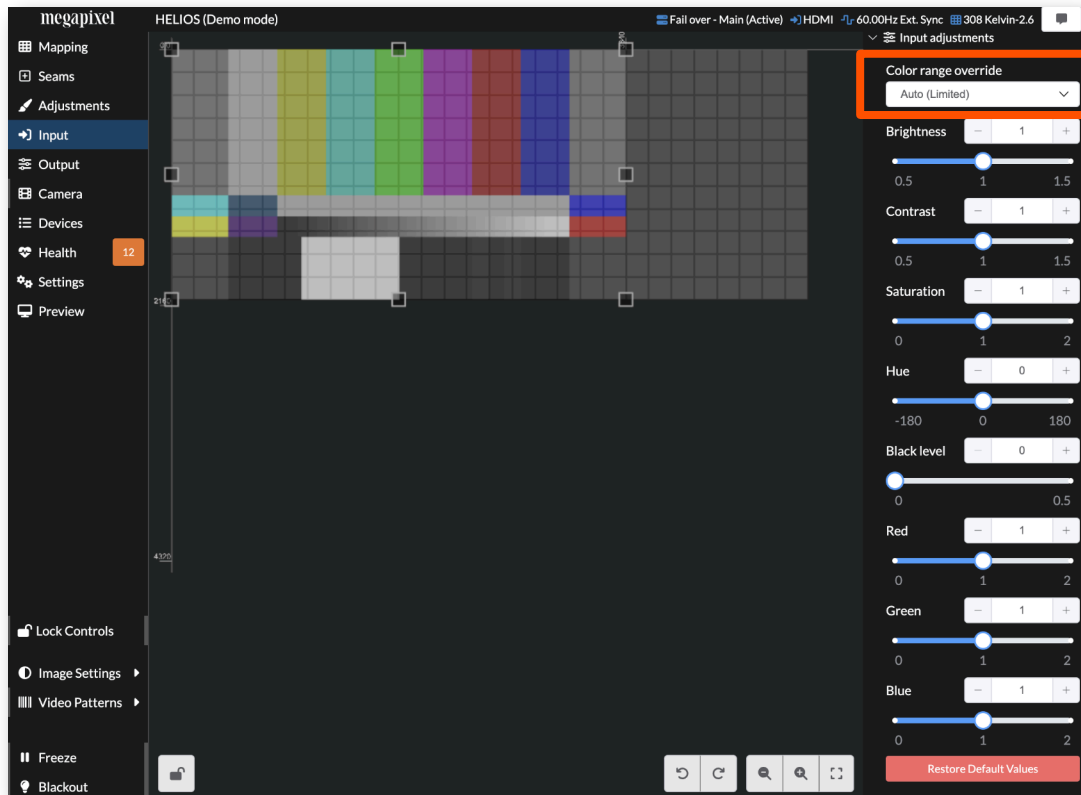 megapixel
HELIOS (Demo mode)
Fail over - Main (Active)
HDMI
60.00Hz Ext. Sync
308 Kelvin-2.6
Mapping
Seams
Adjustments
Input
Output
Camera
Devices
Health
12
Settings
Preview
Lock Controls
Image Settings
Video Patterns
Freeze
Blackout
4320
Input adjustments
Color range override
Auto (Limited)
Brightness
1
0.5 1 1.5
Contrast
1
0.5 1 1.5
Saturation
1
0 1 2
Hue
0
-180 0 180
Black level
0
0 0.5
Red
1
0 1 2
Green
1
0 1 2
Blue
1
0 1 2
Restore Default Values